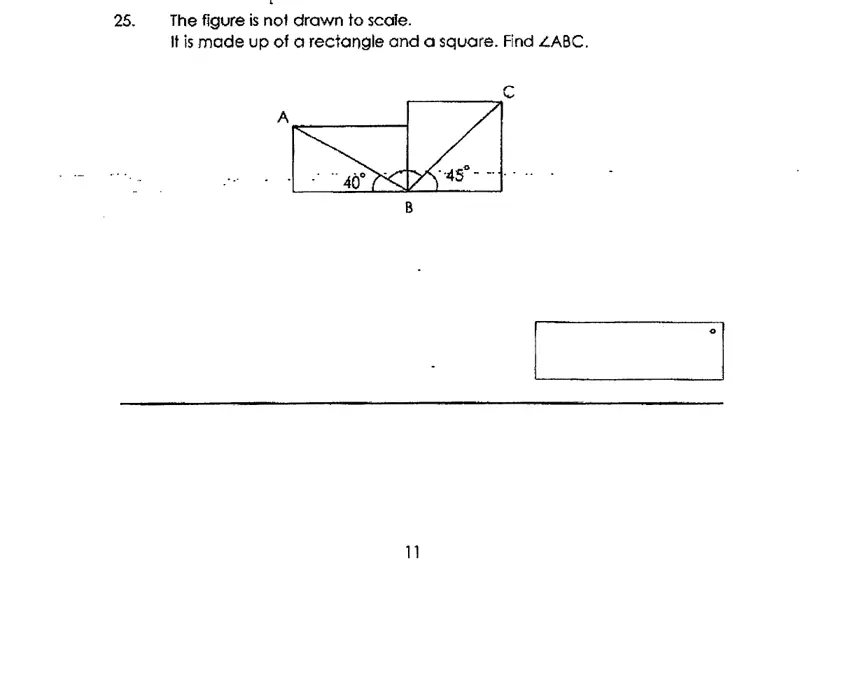 25. The figure is not drawn to scale.
It is made up of a rectangle and a square. Find ∠ABC.
C
A
40° 45°
B
°
11